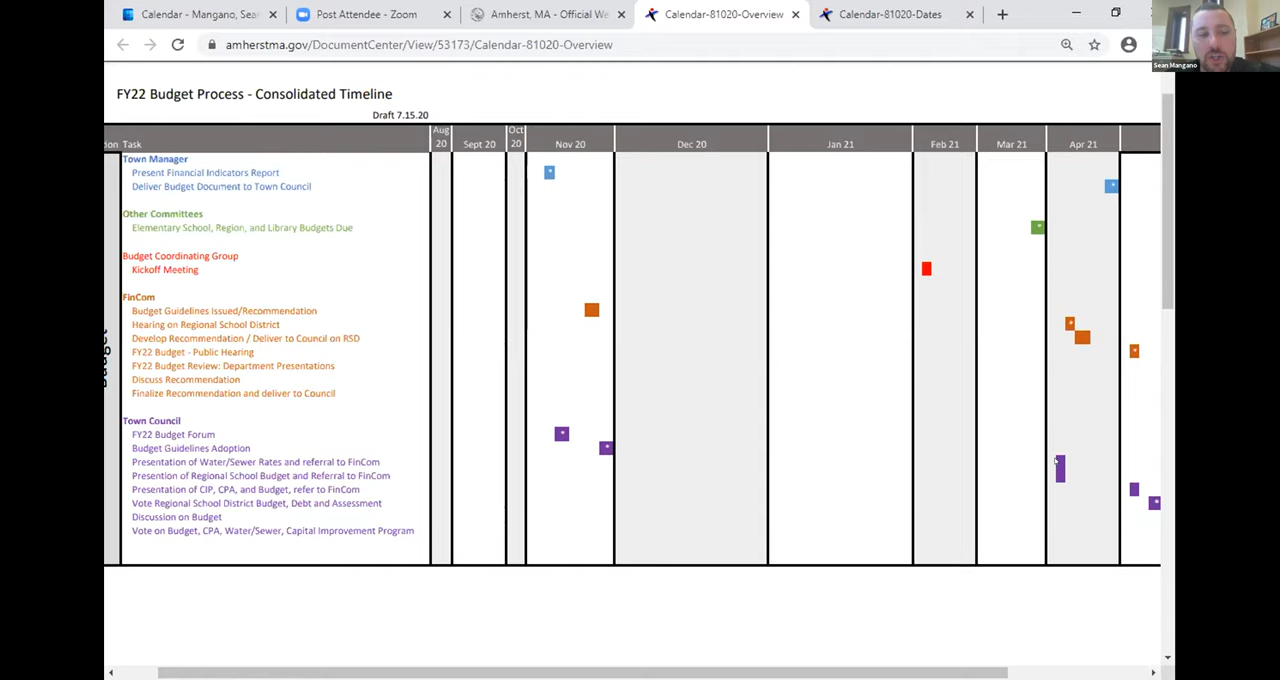 Calendar - Mangano, Sean
Post Attendee - Zoom
Amherst, MA - Official We
Calendar-81020-Overview
Calendar-81020-Dates
amherstma.gov/DocumentCenter/View/53173/Calendar-81020-Overview
Sean Mangano
FY22 Budget Process - Consolidated Timeline
Draft 7.15.20
ion Task Aug 20 Sept 20 Oct 20 Nov 20 Dec 20 Jan 21 Feb 21 Mar 21 Apr 21
Town Manager
Present Financial Indicators Report *
Deliver Budget Document to Town Council *
Other Committees
Elementary School, Region, and Library Budgets Due *
Budget Coordinating Group
Kickoff Meeting
FinCom
Budget Guidelines Issued/Recommendation
Hearing on Regional School District *
Develop Recommendation / Deliver to Council on RSD
FY22 Budget - Public Hearing *
FY22 Budget Review: Department Presentations
Discuss Recommendation
Finalize Recommendation and deliver to Council
Town Council
FY22 Budget Forum *
Budget Guidelines Adoption *
Presentation of Water/Sewer Rates and referral to FinCom
Presention of Regional School Budget and Referral to FinCom
Presentation of CIP, CPA, and Budget, refer to FinCom
Vote Regional School District Budget, Debt and Assessment *
Discussion on Budget
Vote on Budget, CPA, Water/Sewer, Capital Improvement Program